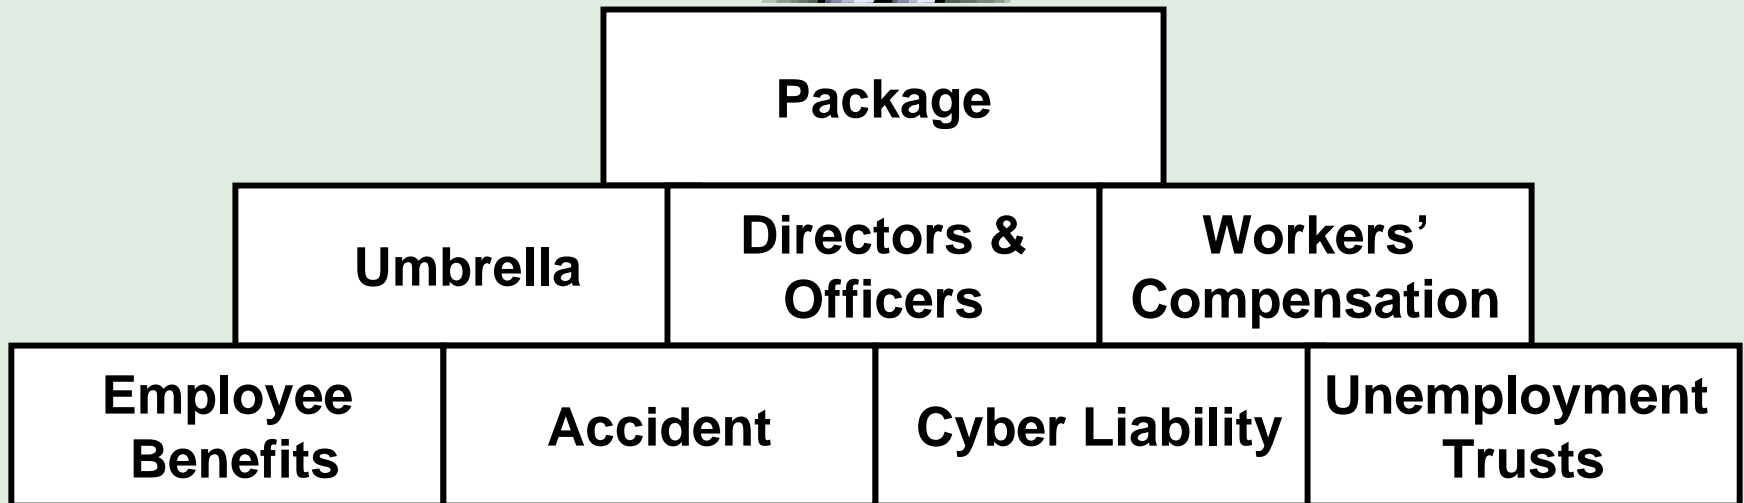 Package
Umbrella
Directors &
Officers
Workers’
Compensation
Employee
Benefits
Accident
Cyber Liability
Unemployment
Trusts